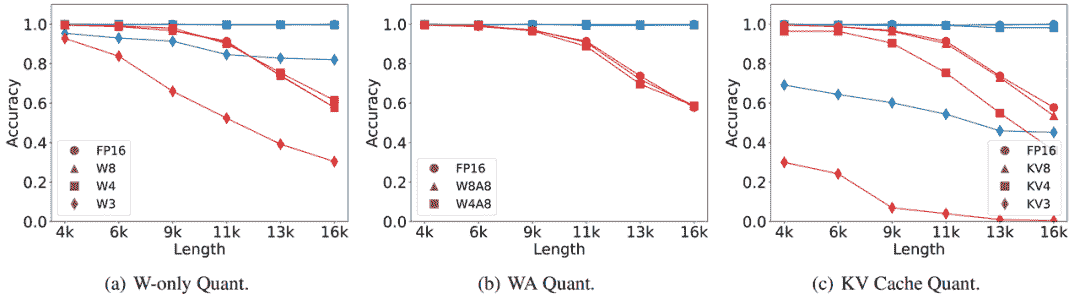 Accuracy
1.0
0.8
0.6
0.4
0.2
0.0
FP16
W8
W4
W3
4k 6k 9k 11k 13k 16k
Length
(a) W-only Quant.
Accuracy
1.0
0.8
0.6
0.4
0.2
0.0
FP16
W8A8
W4A8
4k 6k 9k 11k 13k 16k
Length
(b) WA Quant.
Accuracy
1.0
0.8
0.6
0.4
0.2
0.0
FP16
KV8
KV4
KV3
4k 6k 9k 11k 13k 16k
Length
(c) KV Cache Quant.